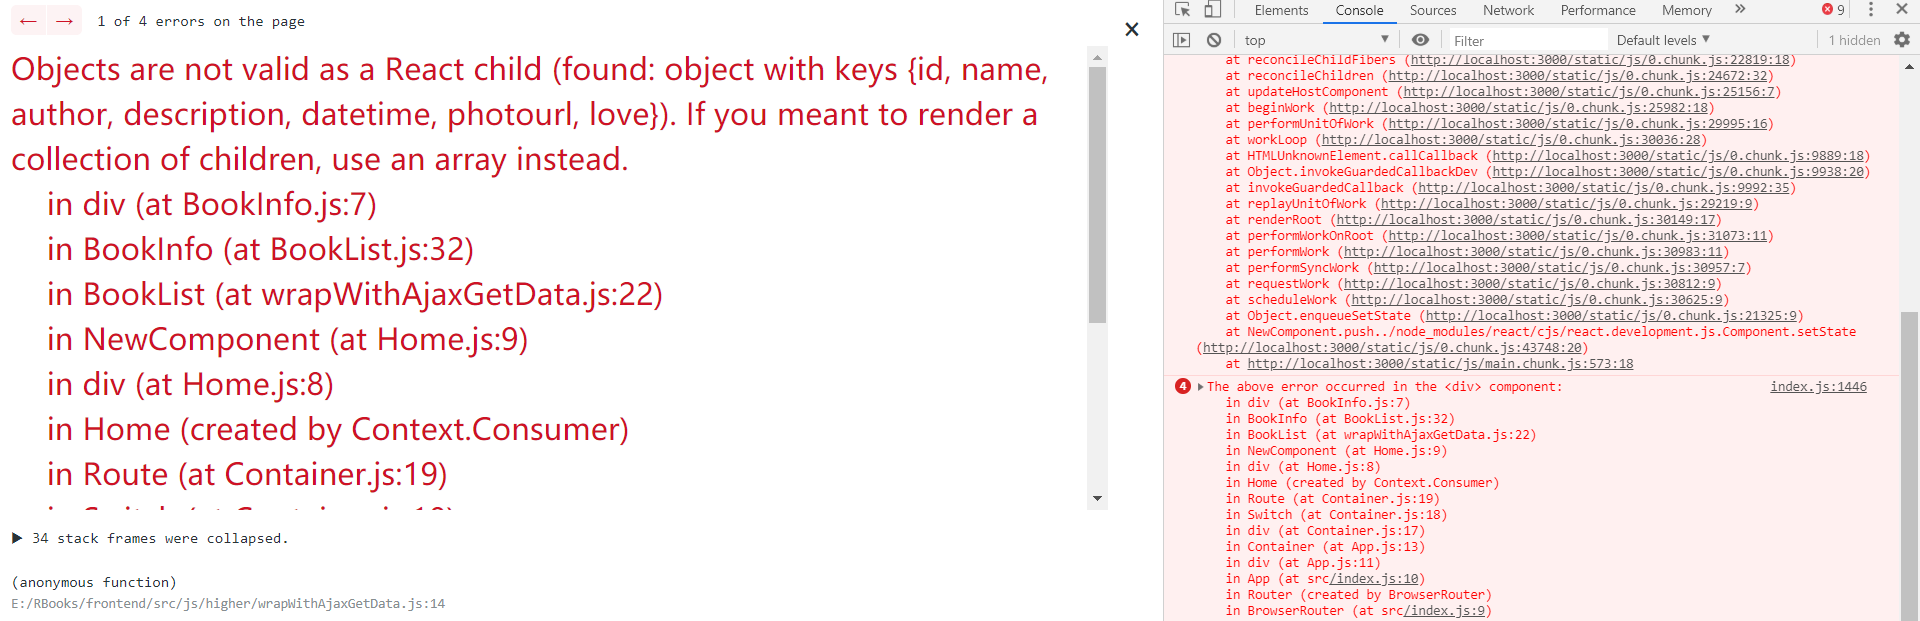 ← → 1 of 4 errors on the page
×
Objects are not valid as a React child (found: object with keys {id, name,
author, description, datetime, photourl, love}). If you meant to render a
collection of children, use an array instead.
in div (at BookInfo.js:7)
in BookInfo (at BookList.js:32)
in BookList (at wrapWithAjaxGetData.js:22)
in NewComponent (at Home.js:9)
in div (at Home.js:8)
in Home (created by Context.Consumer)
in Route (at Container.js:19)
▶ 34 stack frames were collapsed.
(anonymous function)
E:/RBooks/frontend/src/js/higher/wrapWithAjaxGetData.js:14
Elements Console Sources Network Performance Memory » 9
top Filter Default levels ▼ 1 hidden
at reconcileChildFibers (http://localhost:3000/static/js/0.chunk.js:22819:18)
at reconcileChildren (http://localhost:3000/static/js/0.chunk.js:24672:32)
at updateHostComponent (http://localhost:3000/static/js/0.chunk.js:25156:7)
at beginWork (http://localhost:3000/static/js/0.chunk.js:25982:18)
at performUnitOfWork (http://localhost:3000/static/js/0.chunk.js:29995:16)
at workLoop (http://localhost:3000/static/js/0.chunk.js:30036:28)
at HTMLUnknownElement.callCallback (http://localhost:3000/static/js/0.chunk.js:9889:18)
at Object.invokeGuardedCallbackDev (http://localhost:3000/static/js/0.chunk.js:9938:20)
at invokeGuardedCallback (http://localhost:3000/static/js/0.chunk.js:9992:35)
at replayUnitOfWork (http://localhost:3000/static/js/0.chunk.js:29219:9)
at renderRoot (http://localhost:3000/static/js/0.chunk.js:30149:17)
at performWorkOnRoot (http://localhost:3000/static/js/0.chunk.js:31073:11)
at performWork (http://localhost:3000/static/js/0.chunk.js:30983:11)
at performSyncWork (http://localhost:3000/static/js/0.chunk.js:30957:7)
at requestWork (http://localhost:3000/static/js/0.chunk.js:30812:9)
at scheduleWork (http://localhost:3000/static/js/0.chunk.js:30625:9)
at Object.enqueueSetState (http://localhost:3000/static/js/0.chunk.js:21325:9)
at NewComponent.push../node_modules/react/cjs/react.development.js.Component.setState
(http://localhost:3000/static/js/0.chunk.js:43748:20)
at http://localhost:3000/static/js/main.chunk.js:573:18
4 ▶The above error occurred in the <div> component: index.js:1446
in div (at BookInfo.js:7)
in BookInfo (at BookList.js:32)
in BookList (at wrapWithAjaxGetData.js:22)
in NewComponent (at Home.js:9)
in div (at Home.js:8)
in Home (created by Context.Consumer)
in Route (at Container.js:19)
in Switch (at Container.js:18)
in div (at Container.js:17)
in Container (at App.js:13)
in div (at App.js:11)
in App (at src/index.js:10)
in Router (created by BrowserRouter)
in BrowserRouter (at src/index.js:9)